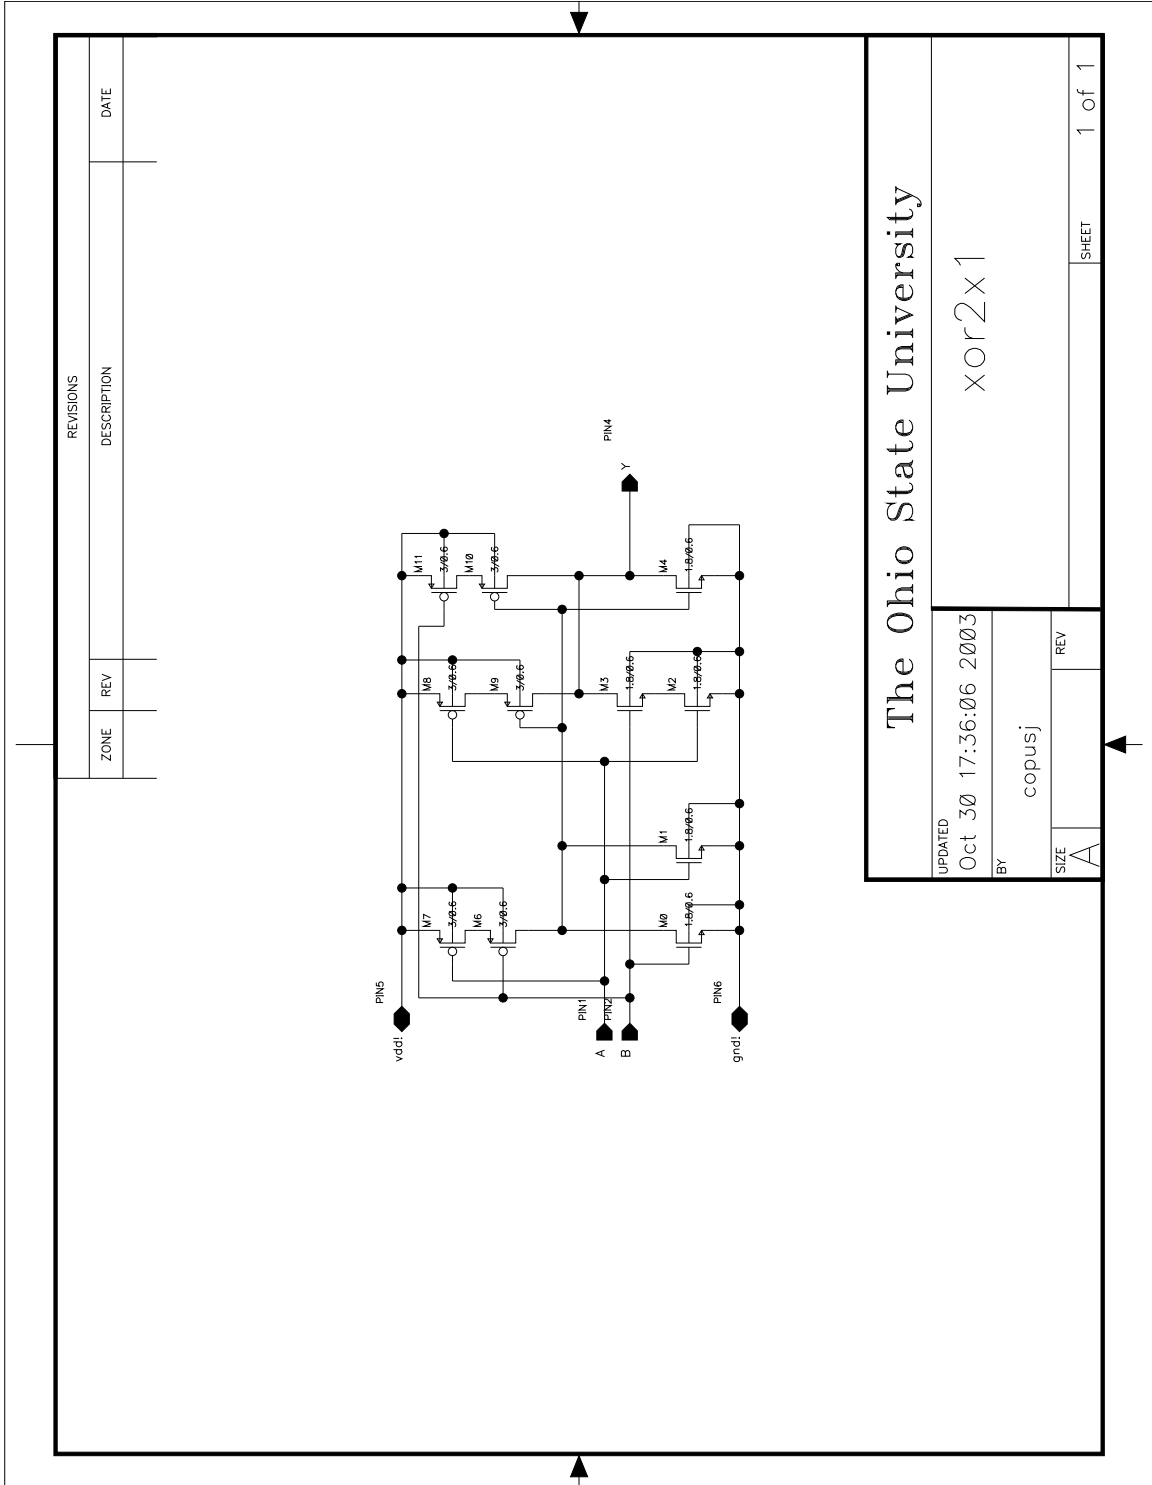 REVISIONS
ZONE REV DESCRIPTION DATE
vdd! PIN5
M7 3/0.6
M6 3/0.6
M8 3/0.6
M9 3/0.6
M11 3/0.6
M10 3/0.6
A PIN1
B PIN2
M0 1.8/0.6
M1 1.8/0.6
M3 1.8/0.6
M2 1.8/0.6
M4 1.8/0.6
Y PIN4
gnd! PIN6
The Ohio State University
UPDATED
Oct 30 17:36:06 2003
BY
copusj
xor2x1
SIZE
A
REV
SHEET 1 of 1